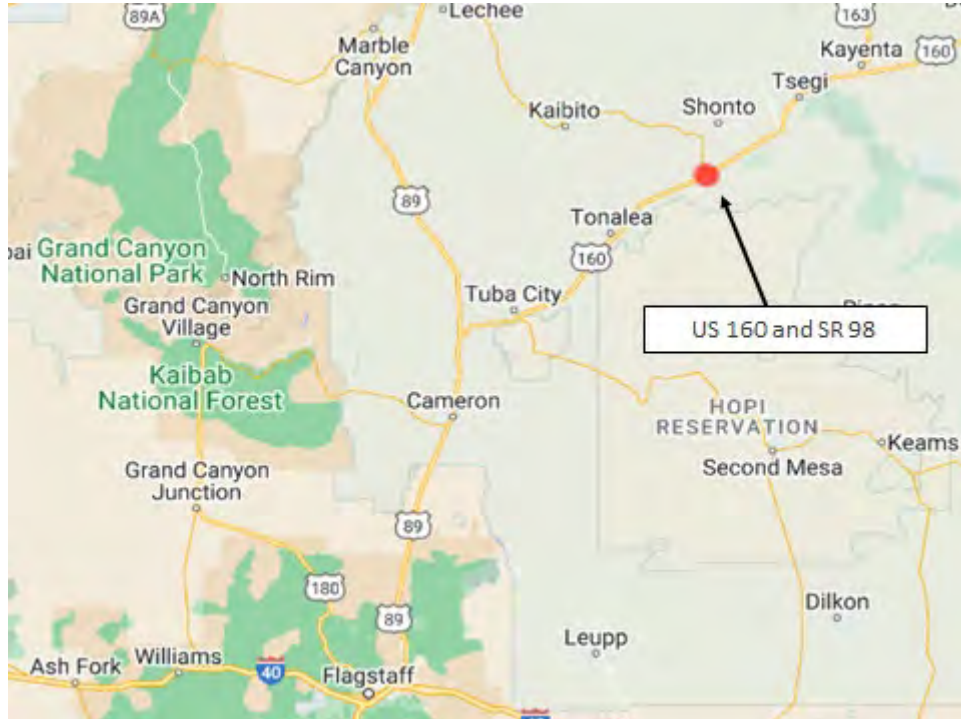 89A
Lechee
163
Marble
Canyon
Kayenta
160
Tsegi
Kaibito
Shonto
89
Tonalea
Grand Canyon
National Park
North Rim
160
Tuba City
Grand Canyon
Village
US 160 and SR 98
Kaibab
National Forest
Cameron
HOPI
RESERVATION
Keams
Second Mesa
Grand Canyon
Junction
89
180
89
Dilkon
Leupp
Ash Fork
Williams
40
Flagstaff